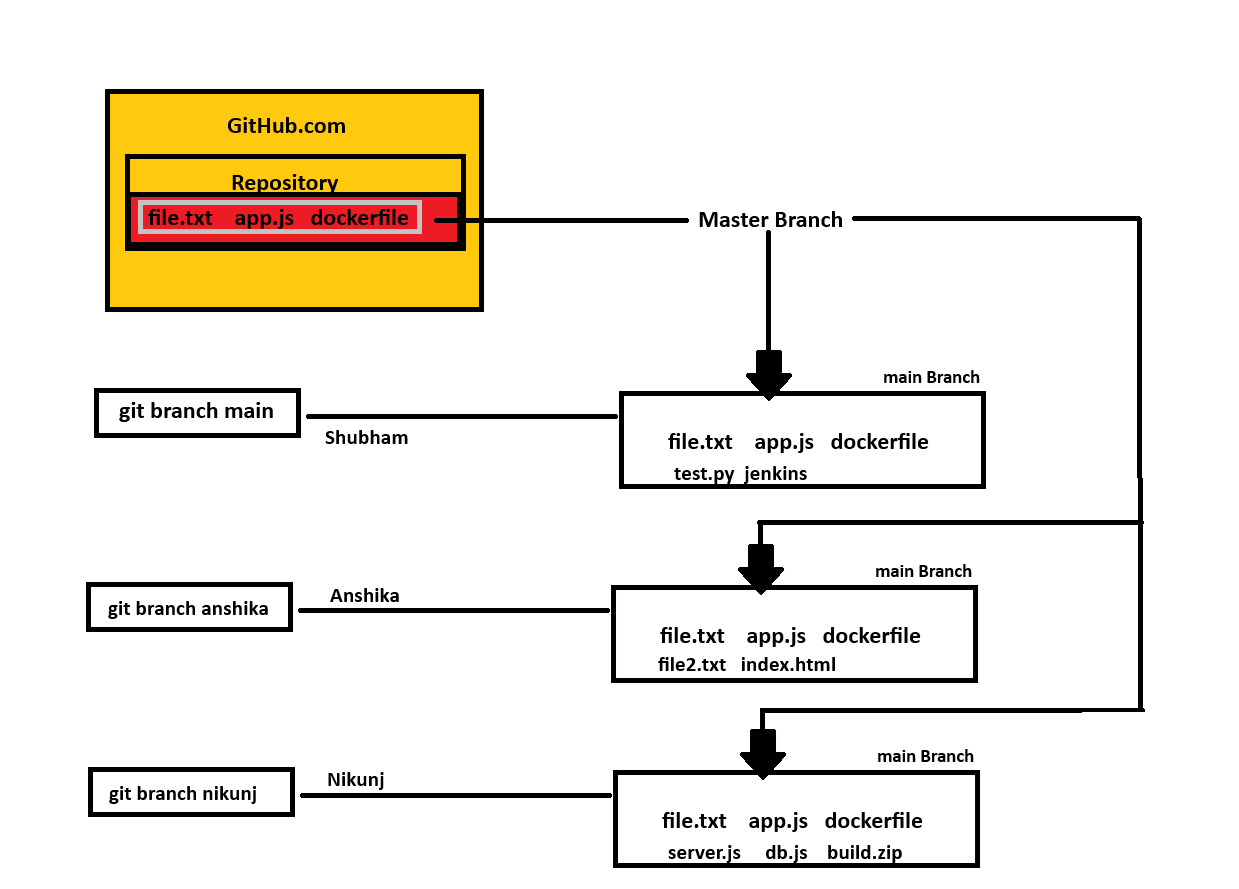 GitHub.com
Repository
file.txt app.js dockerfile
Master Branch
main Branch
git branch main
Shubham
file.txt app.js dockerfile
test.py jenkins
main Branch
git branch anshika
Anshika
file.txt app.js dockerfile
file2.txt index.html
main Branch
git branch nikunj
Nikunj
file.txt app.js dockerfile
server.js db.js build.zip